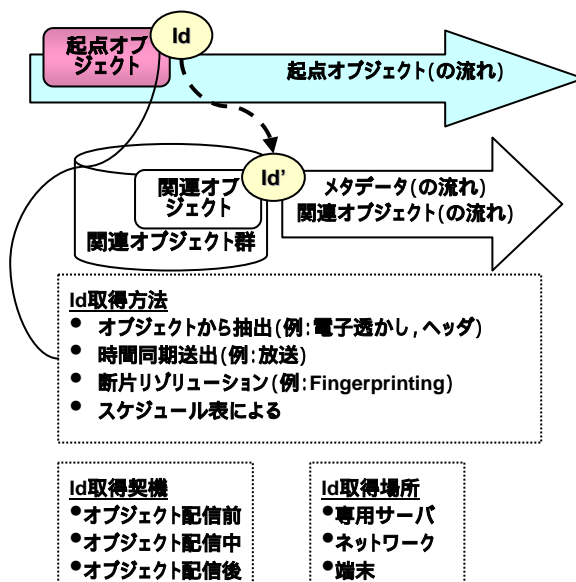 Id
起点オブ
ジェクト
起点オブジェクト(の流れ)
Id'
関連オブ
ジェクト
関連オブジェクト群
メタデータ(の流れ)
関連オブジェクト(の流れ)
Id取得方法
• オブジェクトから抽出(例:電子透かし,ヘッダ)
• 時間同期送出(例:放送)
• 断片リゾリューション(例:Fingerprinting)
• スケジュール表による
Id取得契機
•オブジェクト配信前
•オブジェクト配信中
•オブジェクト配信後
Id取得場所
•専用サーバ
•ネットワーク
•端末